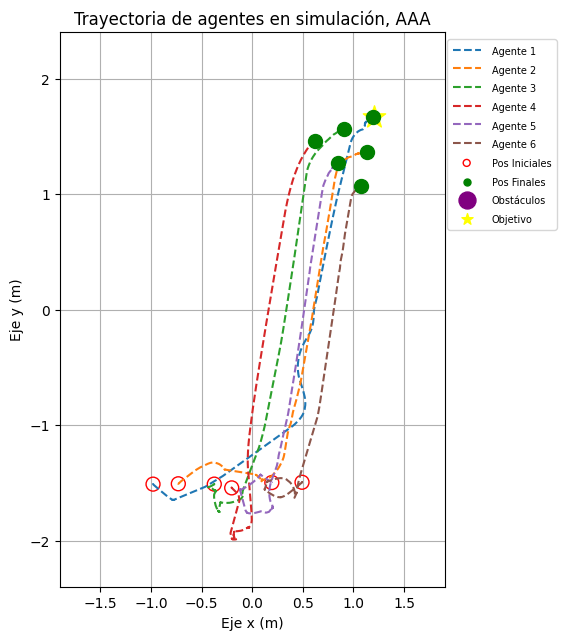 Trayectoria de agentes en simulación, AAA
Agente 1
Agente 2
Agente 3
Agente 4
Agente 5
Agente 6
Pos Iniciales
Pos Finales
Obstáculos
Objetivo
Eje y (m)
2
1
0
−1
−2
−1.5
−1.0
−0.5
0.0
0.5
1.0
1.5
Eje x (m)